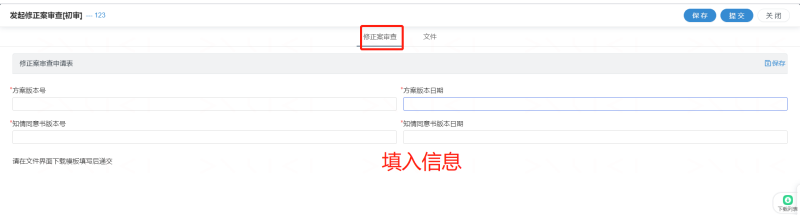 发起修正案审查[初审] — 123
保存 提交 关闭
修正案审查 文件
修正案审查申请表 保存
*方案版本号 *方案版本日期
*知情同意书版本号 *知情同意书版本日期
请在文件界面下载模板填写后递交
填入信息
下载列表